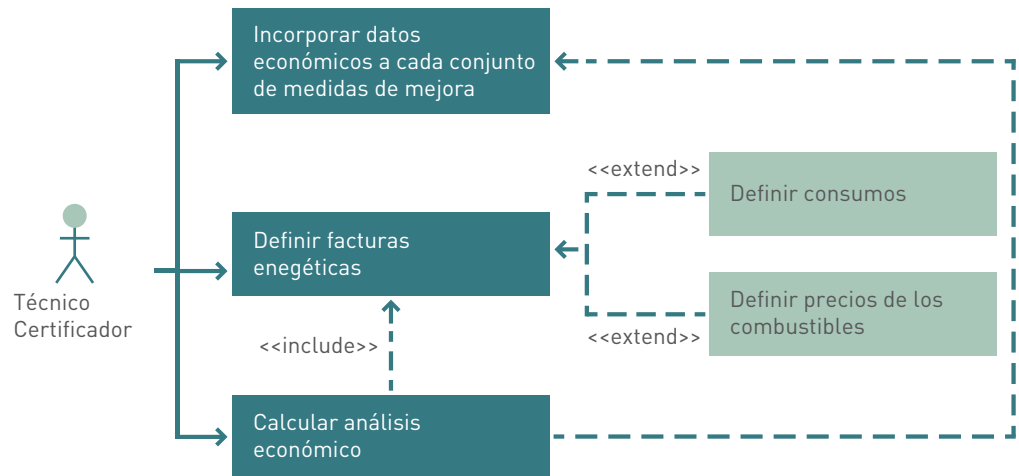 Incorporar datos
económicos a cada conjunto
de medidas de mejora
<<extend>>
Definir consumos
Definir facturas
enegéticas
Técnico
Certificador
Definir precios de los
combustibles
<<extend>>
<<include>>
Calcular análisis
económico